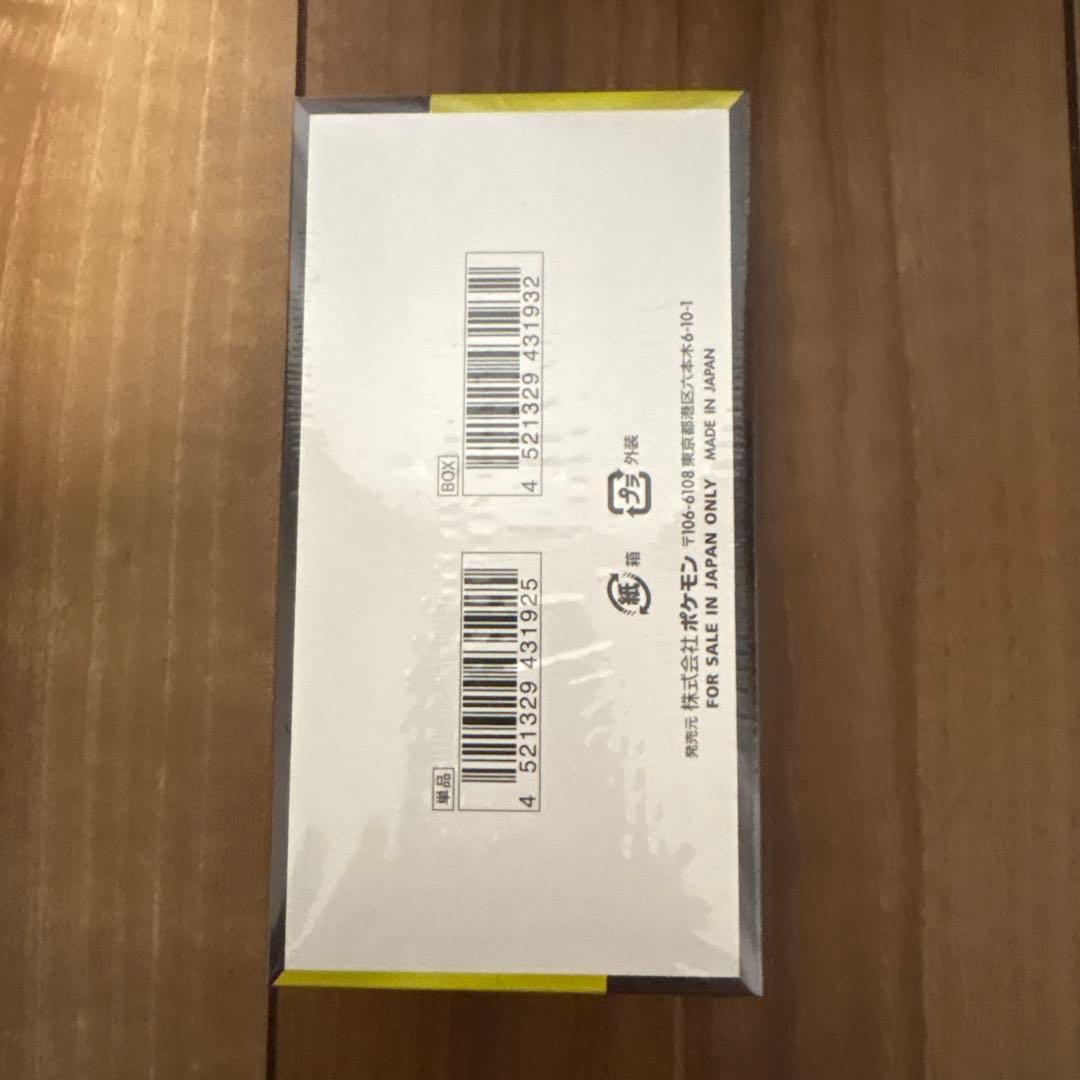 単品
4 521329 431925
BOX
4 521329 431932
紙 箱
プラ 外装
発売元 株式会社 ポケモン 〒106-6108 東京都港区六本木6-10-1
FOR SALE IN JAPAN ONLY MADE IN JAPAN